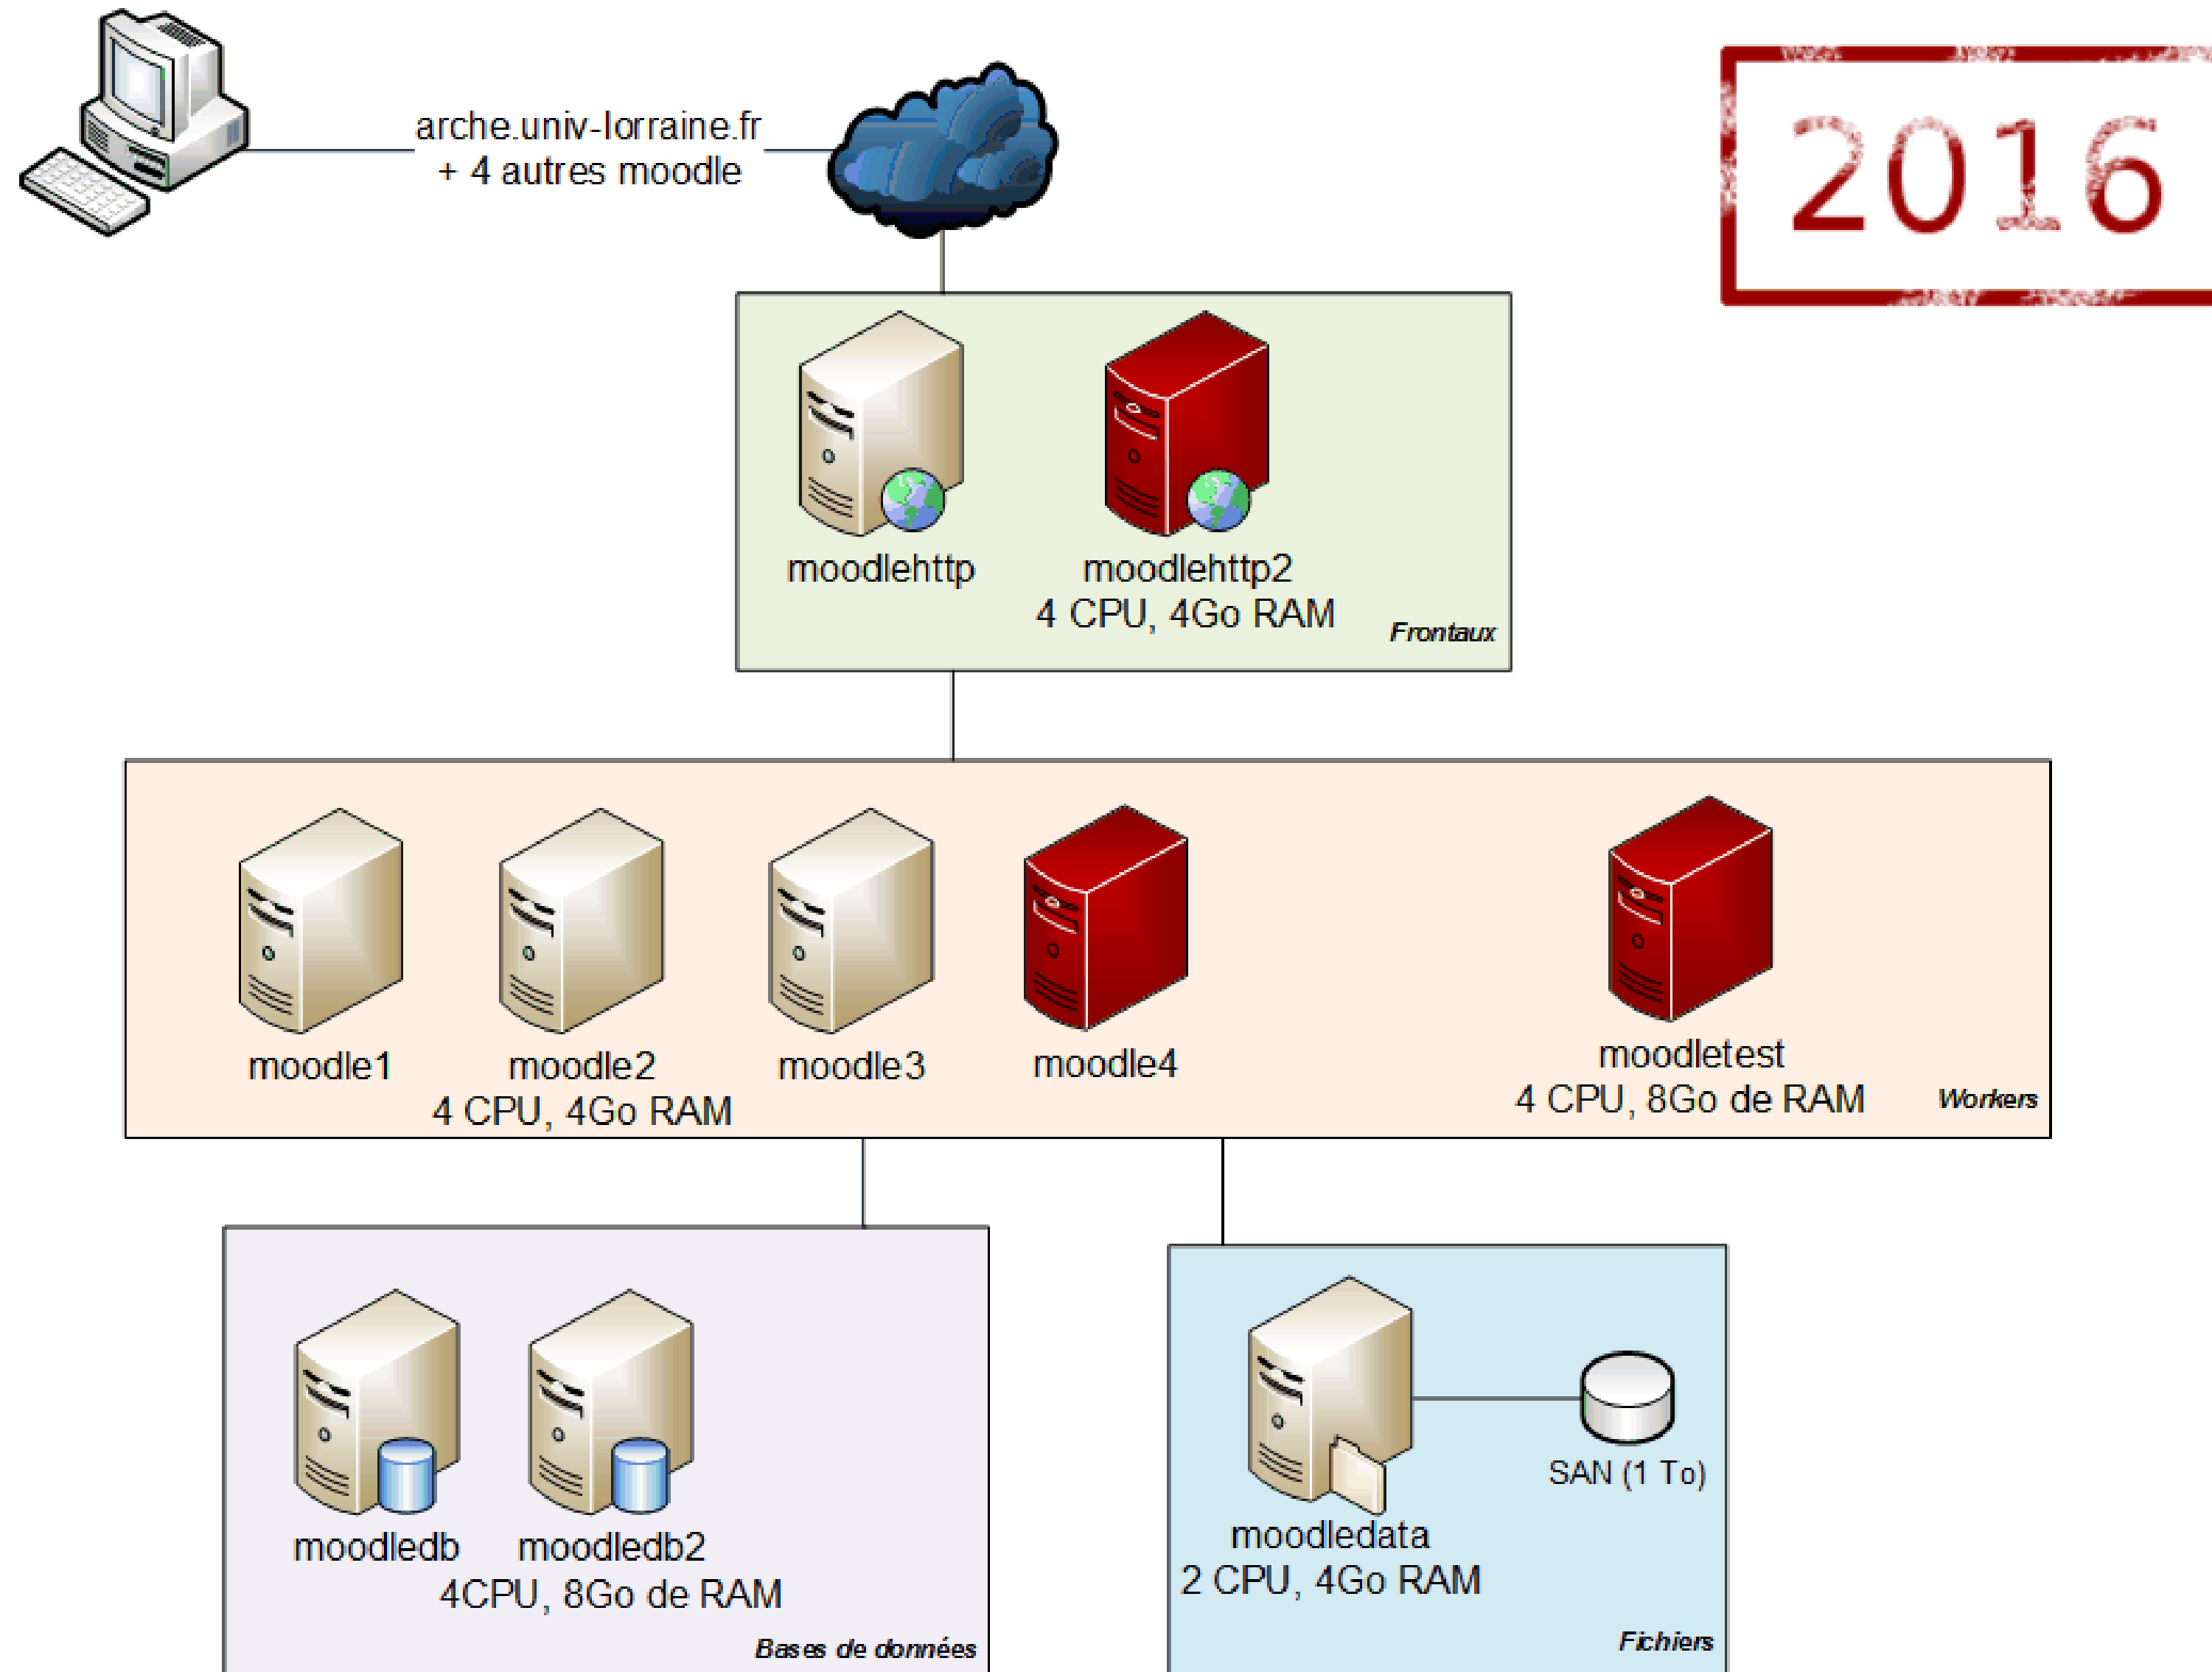 arche.univ-lorraine.fr
+ 4 autres moodle
2016
moodlehttp
moodlehttp2
4 CPU, 4Go RAM
Frontaux
moodle1
moodle2
4 CPU, 4Go RAM
moodle3
moodle4
moodletest
4 CPU, 8Go de RAM
Workers
moodledb
moodledb2
4CPU, 8Go de RAM
Bases de données
moodledata
2 CPU, 4Go RAM
SAN (1 To)
Fichiers